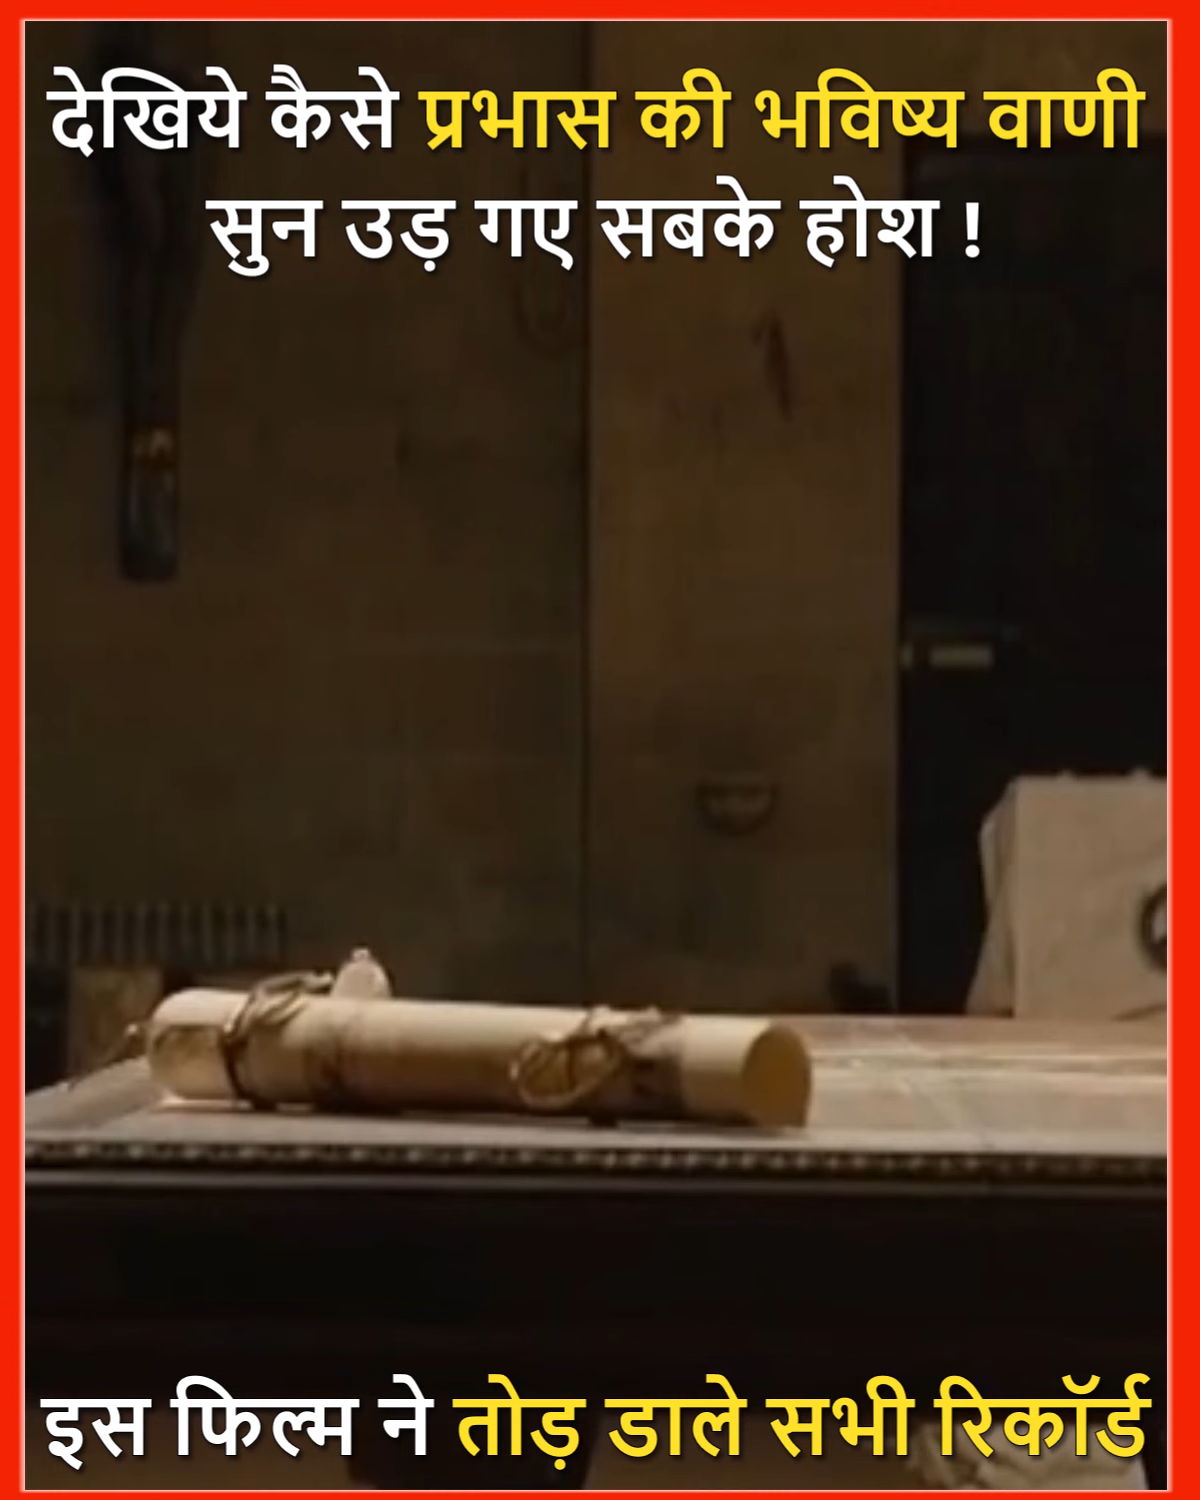 देखिये कैसे प्रभास की भविष्य वाणी
सुन उड़ गए सबके होश !
इस फिल्म ने तोड़ डाले सभी रिकॉर्ड